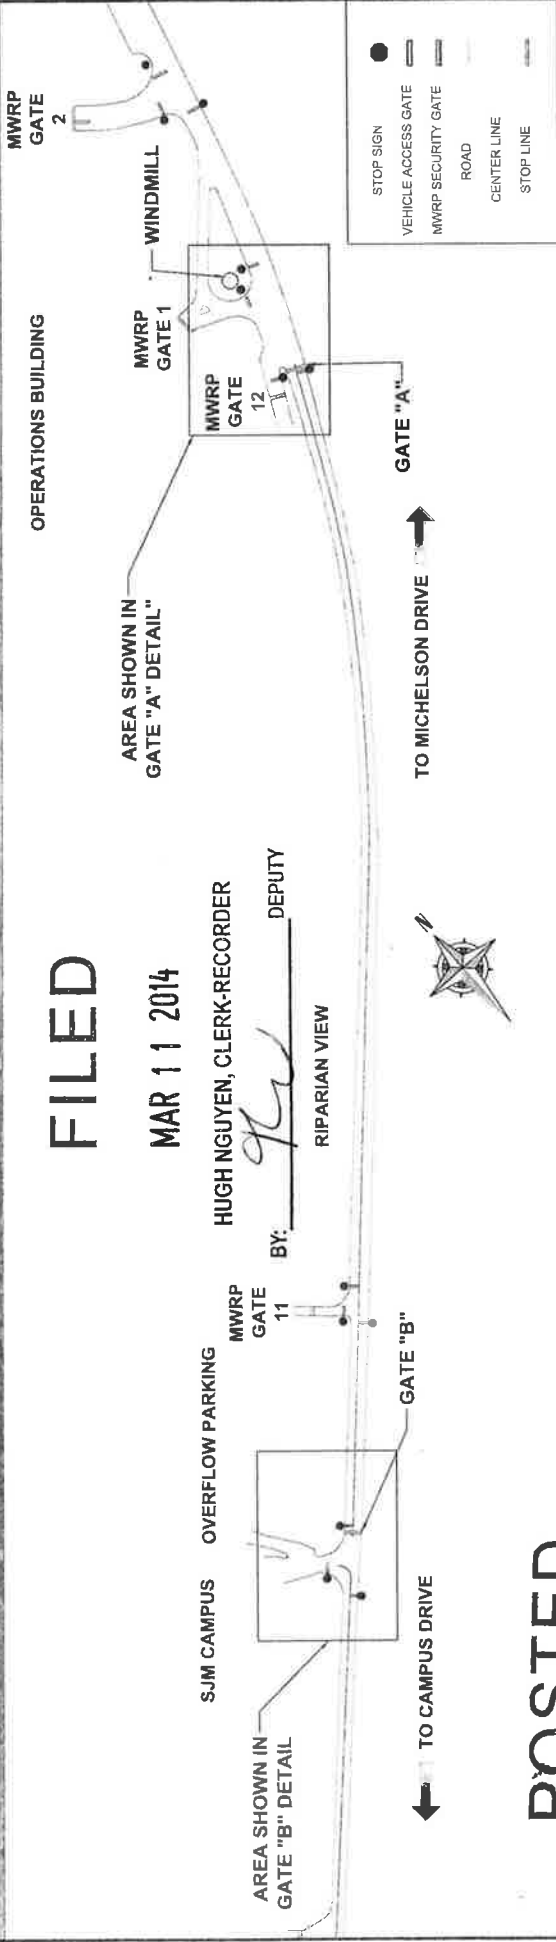 FILED
MAR 11 2014
HUGH NGUYEN, CLERK-RECORDER
BY:
DEPUTY
RIPARIAN VIEW
OPERATIONS BUILDING
MWRP
GATE
2
WINDMILL
MWRP
GATE 1
MWRP
GATE
12
AREA SHOWN IN
GATE "A" DETAIL"
GATE "A"
TO MICHELSON DRIVE
N
MWRP
GATE
11
OVERFLOW PARKING
SJM CAMPUS
GATE "B"
AREA SHOWN IN
GATE "B" DETAIL
TO CAMPUS DRIVE
STOP SIGN
VEHICLE ACCESS GATE
MWRP SECURITY GATE
ROAD
CENTER LINE
STOP LINE
POSTED